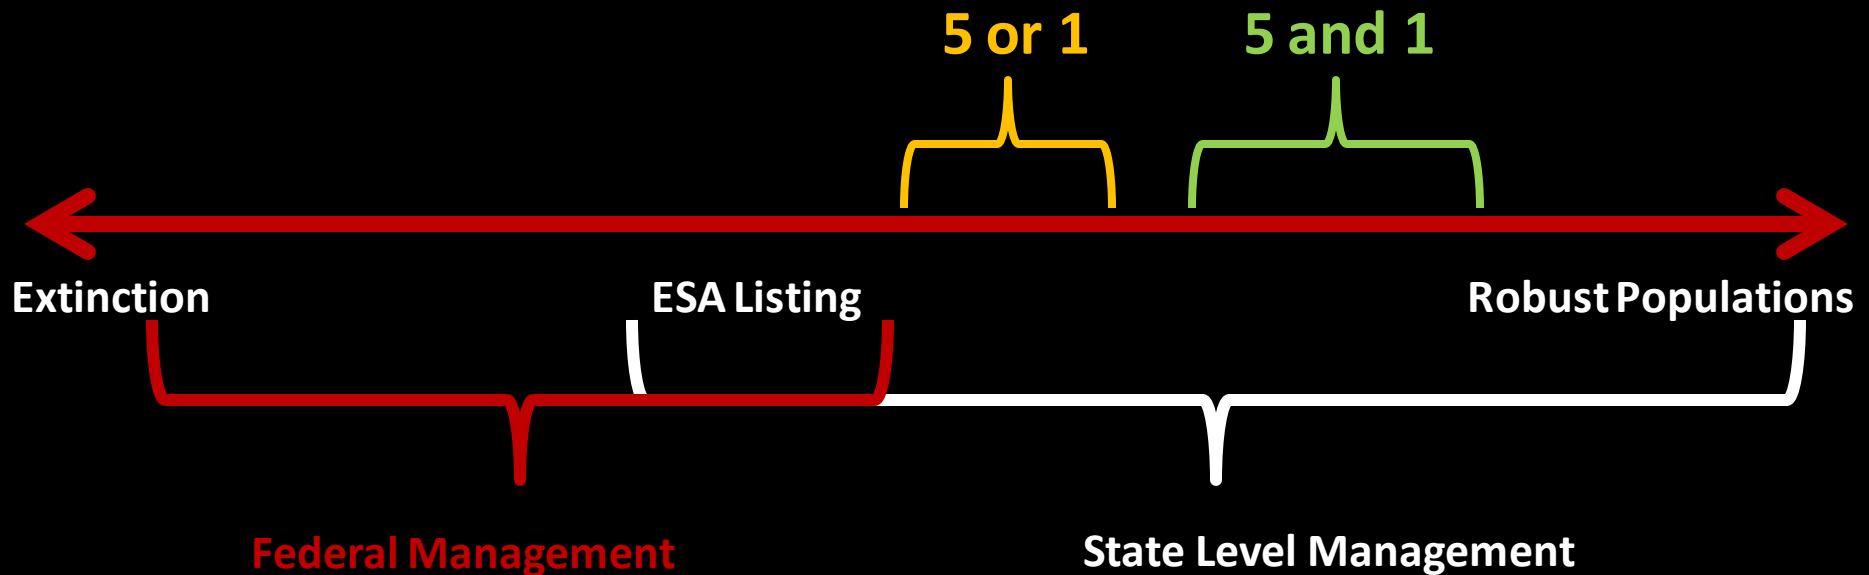 5 or 1
5 and 1
Extinction
ESA Listing
Robust Populations
Federal Management
State Level Management